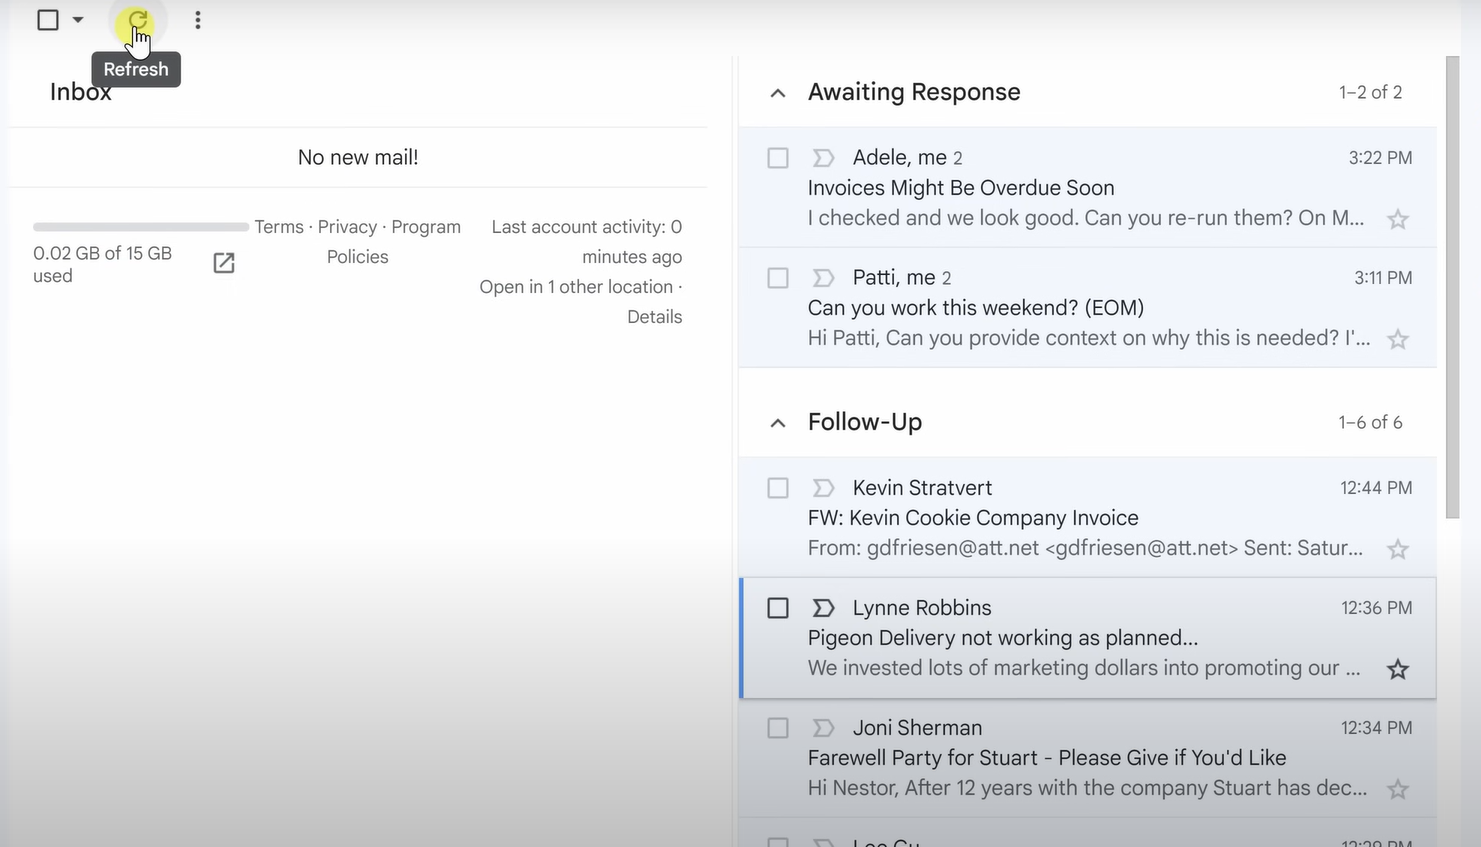 Refresh
Inbox
No new mail!
0.02 GB of 15 GB
used
Terms · Privacy · Program
Policies
Last account activity: 0
minutes ago
Open in 1 other location ·
Details
Awaiting Response 1–2 of 2
Adele, me 2 3:22 PM
Invoices Might Be Overdue Soon
I checked and we look good. Can you re-run them? On M...
Patti, me 2 3:11 PM
Can you work this weekend? (EOM)
Hi Patti, Can you provide context on why this is needed? I'...
Follow-Up 1–6 of 6
Kevin Stratvert 12:44 PM
FW: Kevin Cookie Company Invoice
From: gdfriesen@att.net <gdfriesen@att.net> Sent: Satur...
Lynne Robbins 12:36 PM
Pigeon Delivery not working as planned...
We invested lots of marketing dollars into promoting our ...
Joni Sherman 12:34 PM
Farewell Party for Stuart - Please Give if You'd Like
Hi Nestor, After 12 years with the company Stuart has dec...